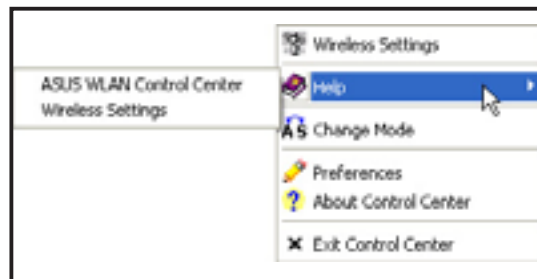 Wireless Settings
ASUS WLAN Control Center
Wireless Settings
Help
Change Mode
Preferences
About Control Center
Exit Control Center